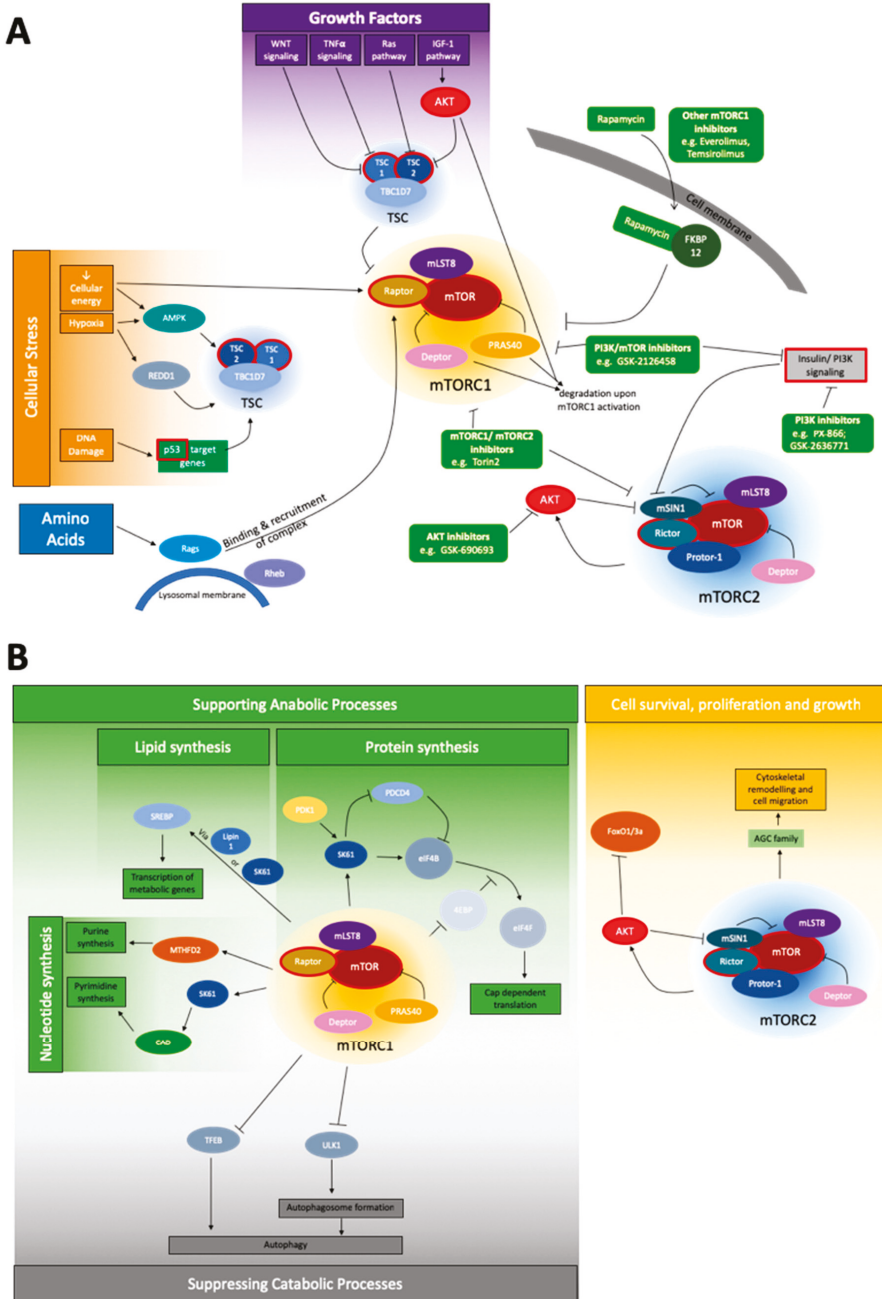 A
Growth Factors
WNT
signaling
TNFα
signaling
Ras
pathway
IGF-1
pathway
AKT
TSC
1
TSC
2
TBC1D7
TSC
Rapamycin
Other mTORC1
inhibitors
e.g. Everolimus,
Temsirolimus
Cell membrane
Rapamycin
FKBP
12
Cellular Stress
↓
Cellular
energy
Hypoxia
AMPK
REDD1
TSC
2
TSC
1
TBC1D7
TSC
DNA
Damage
p53 target
genes
mLST8
Raptor
mTOR
PRAS40
Deptor
mTORC1
degradation upon
mTORC1 activation
PI3K/mTOR inhibitors
e.g. GSK-2126458
Insulin/ PI3K
signaling
PI3K inhibitors
e.g. PX-866;
GSK-2636771
mTORC1/ mTORC2
inhibitors
e.g. Torin2
AKT
AKT inhibitors
e.g. GSK-690693
mSIN1
mLST8
Rictor
mTOR
Protor-1
Deptor
mTORC2
Amino
Acids
Rags
Binding & recruitment
of complex
Rheb
Lysosomal membrane
B
Supporting Anabolic Processes
Lipid synthesis
Protein synthesis
SREBP
Via
Lipin
1
or
SK61
Transcription of
metabolic genes
PDK1
PDCD4
SK61
eIF4B
4EBP
eIF4F
Cap dependent
translation
Nucleotide synthesis
Purine
synthesis
MTHFD2
Pyrimidine
synthesis
SK61
CAD
mLST8
Raptor
mTOR
Deptor
PRAS40
mTORC1
TFEB
ULK1
Autophagosome formation
Autophagy
Suppressing Catabolic Processes
Cell survival, proliferation and growth
Cytoskeletal
remodelling and
cell migration
FoxO1/3a
AGC family
AKT
mSIN1
mLST8
Rictor
mTOR
Protor-1
Deptor
mTORC2